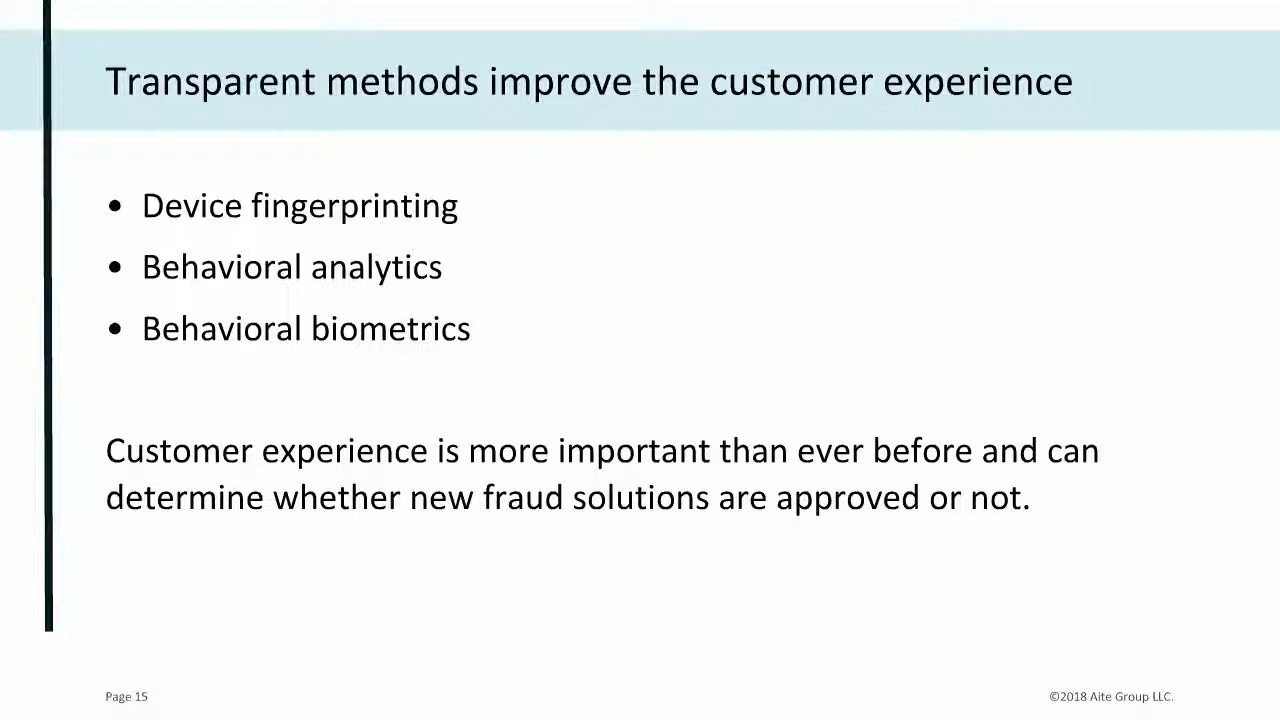 Transparent methods improve the customer experience
• Device fingerprinting
• Behavioral analytics
• Behavioral biometrics
Customer experience is more important than ever before and can
determine whether new fraud solutions are approved or not.
Page 15
©2018 Aite Group LLC.